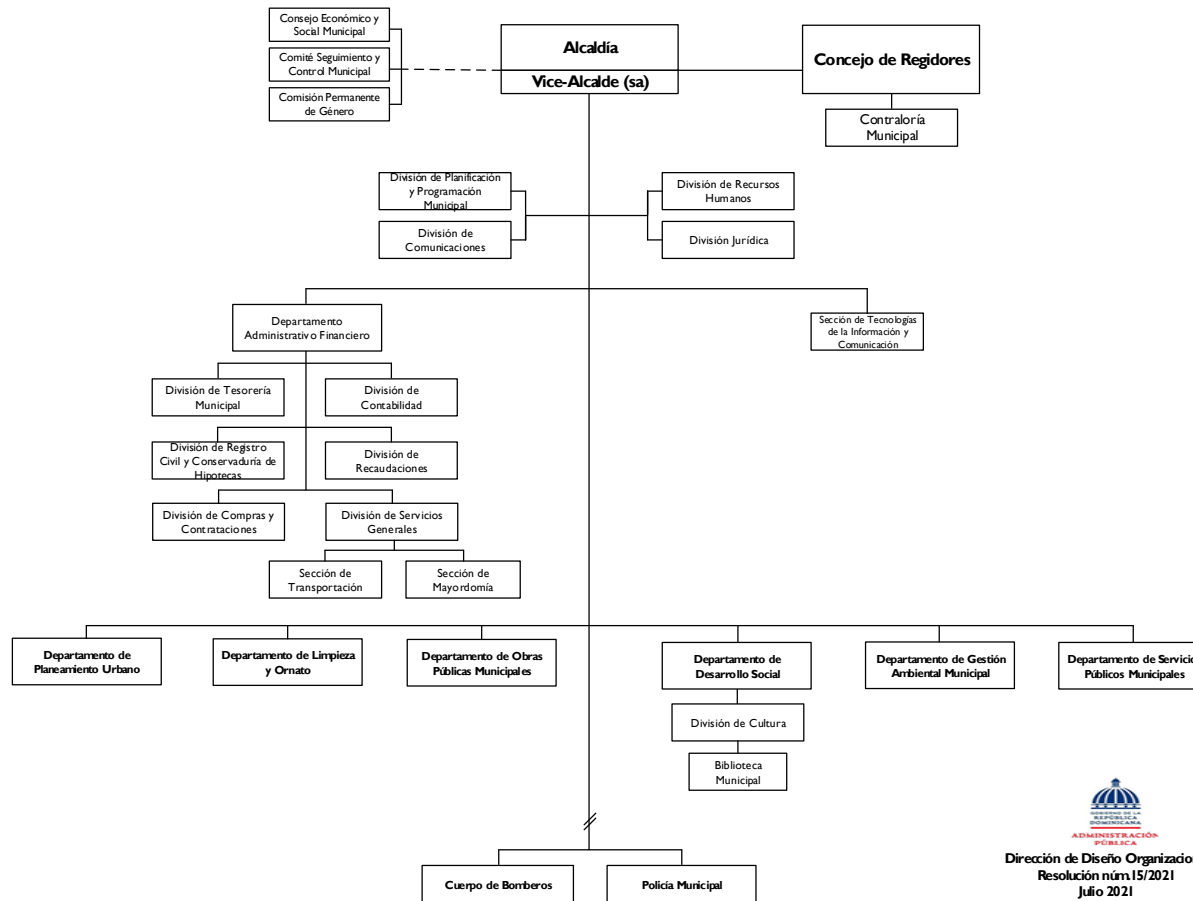 Consejo Económico y
Social Municipal
Comité Seguimiento y
Control Municipal
Comisión Permanente
de Género
Alcaldía
Vice-Alcalde (sa)
Concejo de Regidores
Contraloría
Municipal
División de Planificación
y Programación
Municipal
División de
Comunicaciones
División de Recursos
Humanos
División Jurídica
Departamento
Administrativo Financiero
Sección de Tecnologías
de la Información y
Comunicación
División de Tesorería
Municipal
División de
Contabilidad
División de Registro
Civil y Conservaduría de
Hipotecas
División de
Recaudaciones
División de Compras y
Contrataciones
División de Servicios
Generales
Sección de
Transportación
Sección de
Mayordomía
Departamento de
Planeamiento Urbano
Departamento de Limpieza
y Ornato
Departamento de Obras
Públicas Municipales
Departamento de
Desarrollo Social
Departamento de Gestión
Ambiental Municipal
Departamento de Servicio
Públicos Municipales
División de Cultura
Biblioteca
Municipal
Cuerpo de Bomberos
Policía Municipal
GOBIERNO DE LA
REPÚBLICA
DOMINICANA
ADMINISTRACIÓN
PÚBLICA
Dirección de Diseño Organizacion
Resolución núm.15/2021
Julio 2021